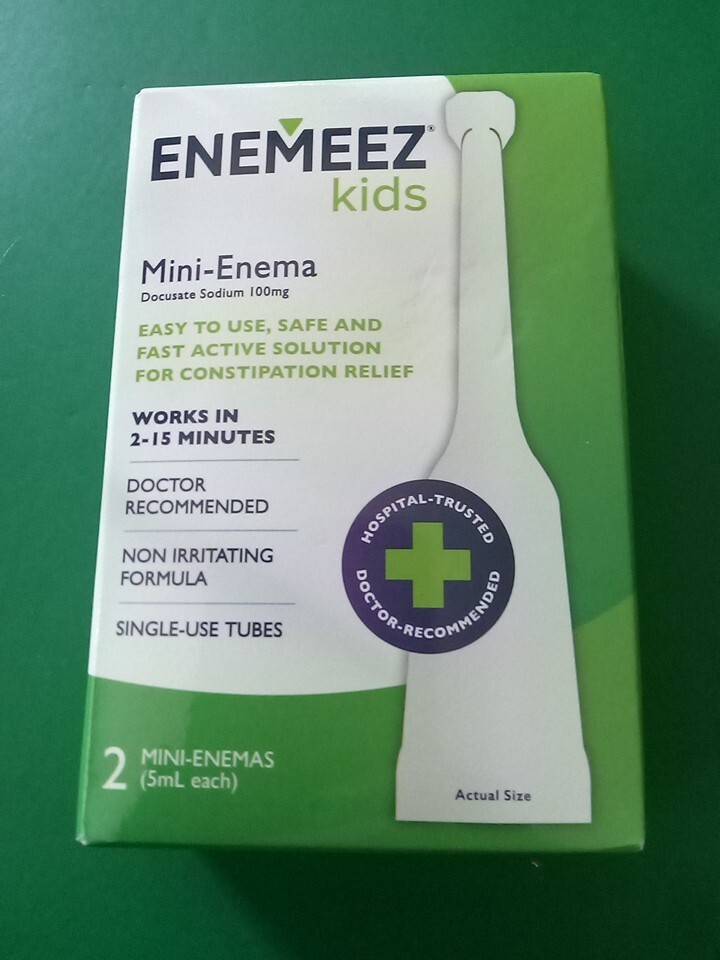 ENEMEEZ®
kids
Mini-Enema
Docusate Sodium 100mg
EASY TO USE, SAFE AND
FAST ACTIVE SOLUTION
FOR CONSTIPATION RELIEF
WORKS IN
2-15 MINUTES
DOCTOR
RECOMMENDED
NON IRRITATING
FORMULA
SINGLE-USE TUBES
HOSPITAL-TRUSTED
DOCTOR-RECOMMENDED
2 MINI-ENEMAS
(5mL each)
Actual Size